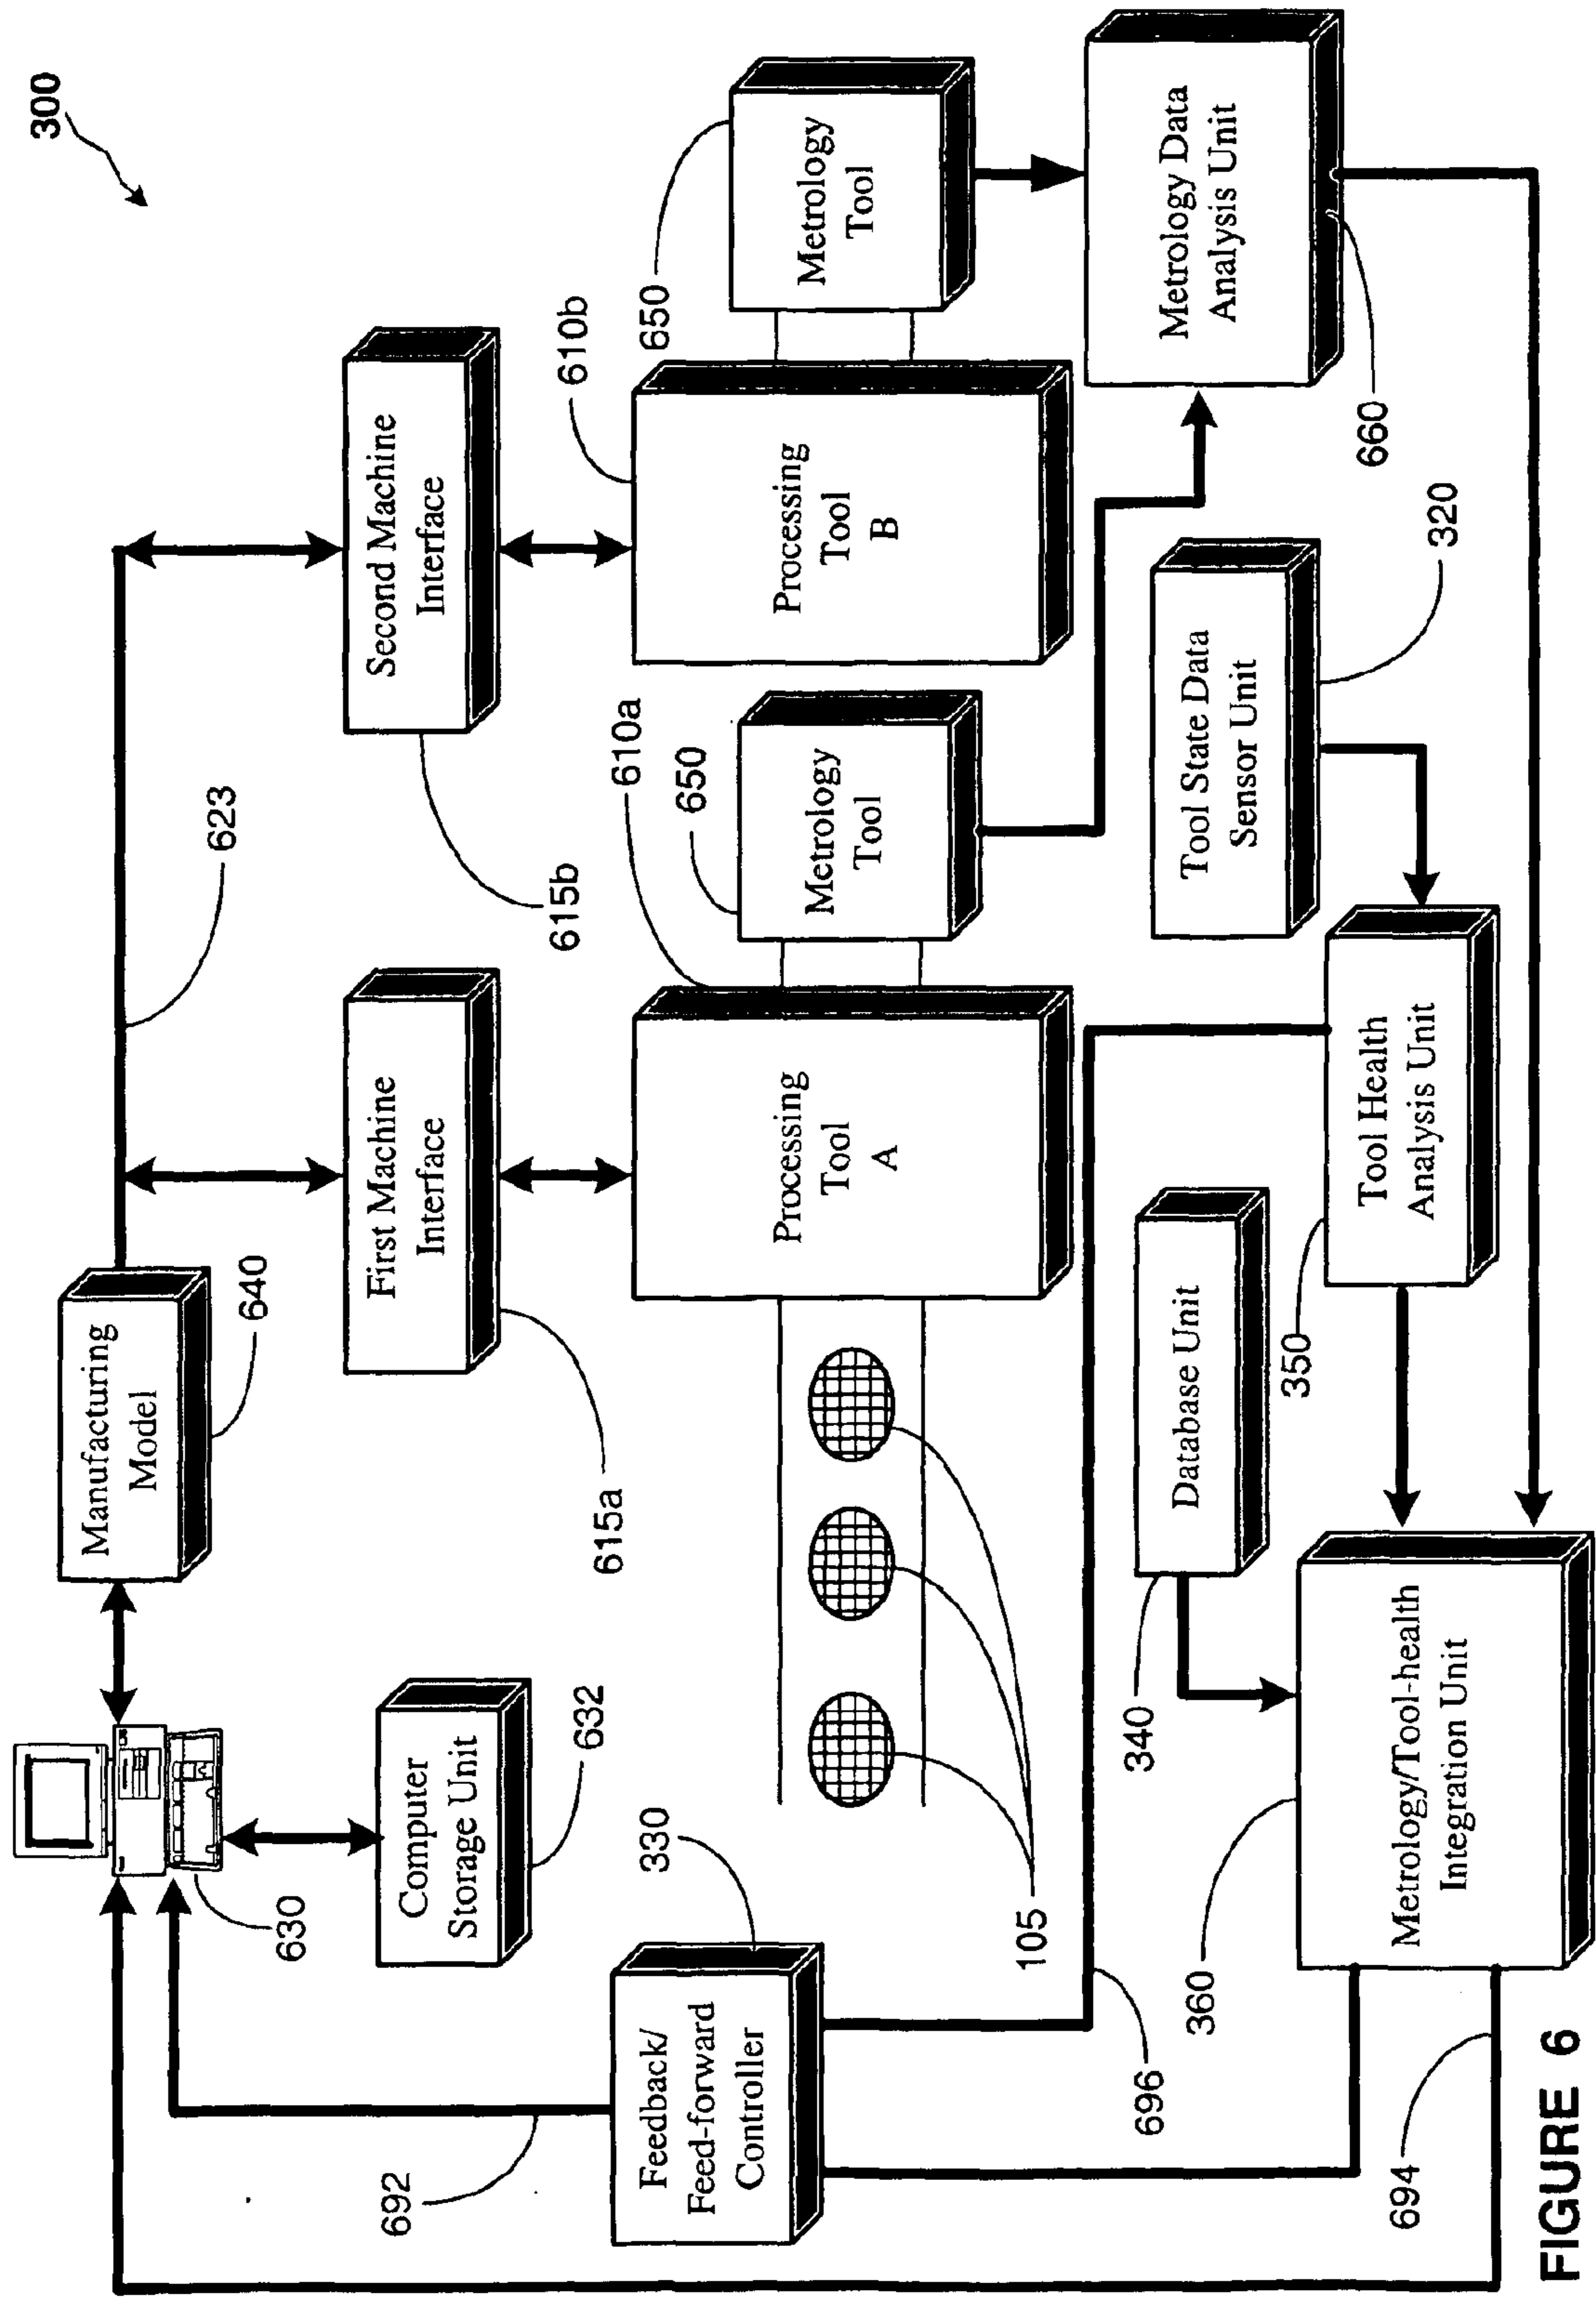 300
630
Manufacturing
Model
640
623
Computer
Storage Unit
632
First Machine
Interface
615a
Second Machine
Interface
615b
692
Feedback/
Feed-forward
Controller
330
105
Processing
Tool
A
610a
Metrology
Tool
650
Processing
Tool
B
610b
Metrology
Tool
650
Metrology Data
Analysis Unit
660
696
Database Unit
340
Tool State Data
Sensor Unit
320
Tool Health
Analysis Unit
350
Metrology/Tool-health
Integration Unit
360
694
FIGURE 6